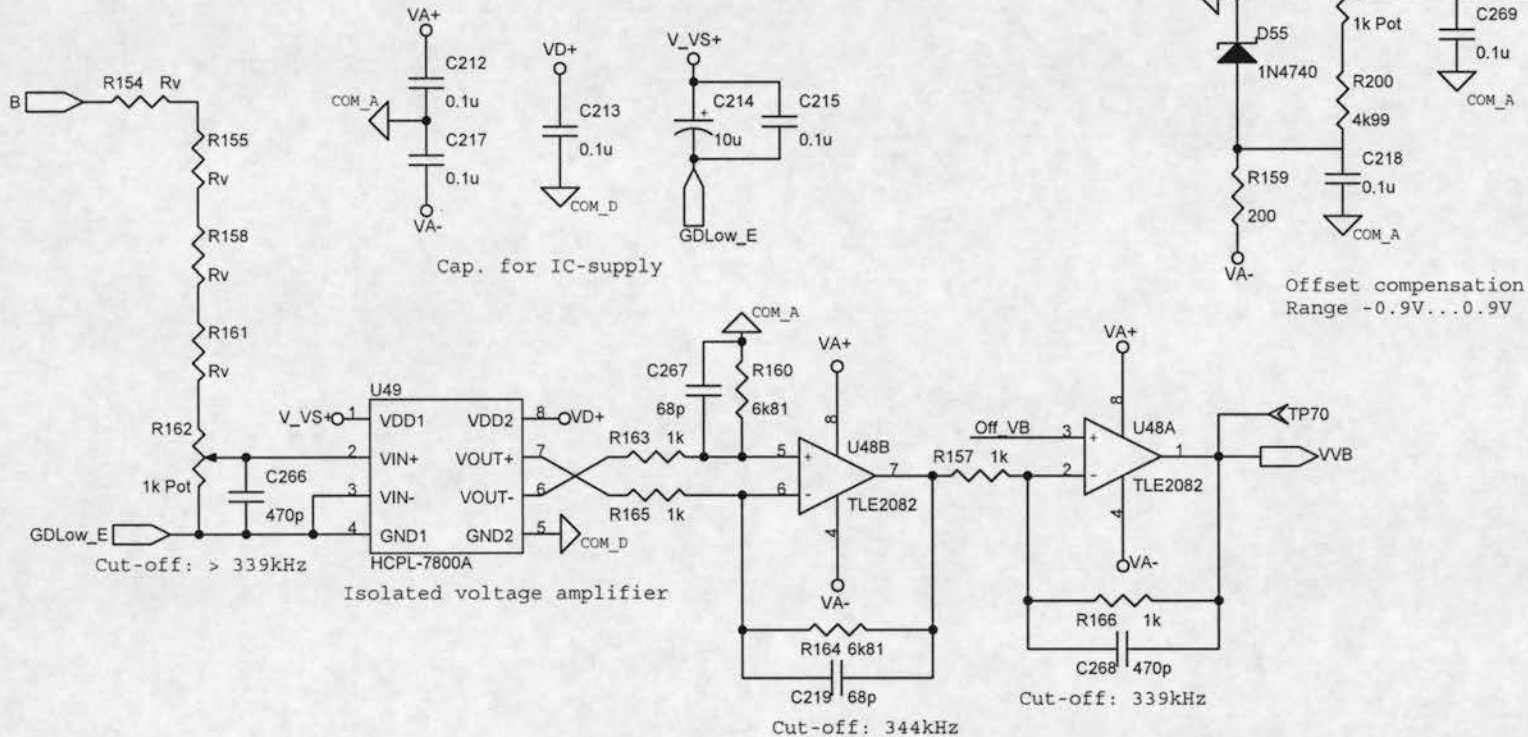 VA+
C212
0.1u
COM_A
C217
0.1u
VA-
VD+
C213
0.1u
COM_D
V_VS+
C214
+
10u
C215
0.1u
GDLow_E
Cap. for IC-supply
1k Pot
C269
0.1u
COM_A
D55
1N4740
R200
4k99
C218
0.1u
COM_A
R159
200
VA-
Offset compensation
Range -0.9V...0.9V
B
R154 Rv
R155
Rv
R158
Rv
R161
Rv
R162
1k Pot
C266
470p
GDLow_E
Cut-off: > 339kHz
U49
V_VS+
1 VDD1 VDD2 8
VD+
2 VIN+ VOUT+ 7
3 VIN- VOUT- 6
4 GND1 GND2 5
COM_D
HCPL-7800A
Isolated voltage amplifier
COM_A
C267
68p
R160
6k81
R163 1k
R165 1k
VA+
8
5 +
6 -
U48B
7
TLE2082
4
VA-
R164 6k81
C219 68p
Cut-off: 344kHz
R157 1k
Off_VB
VA+
8
3 +
2 -
U48A
1
TLE2082
4
VA-
TP70
VVB
R166 1k
C268 470p
Cut-off: 339kHz